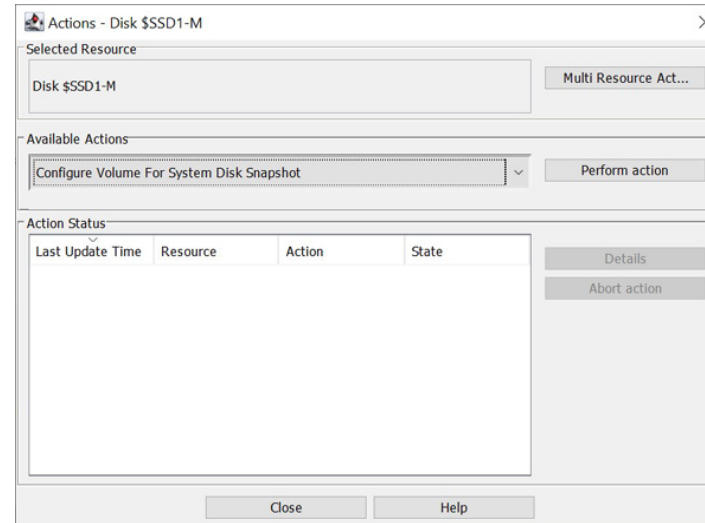 Actions - Disk $SSD1-M
Selected Resource
Disk $SSD1-M
Multi Resource Act...
Available Actions
Configure Volume For System Disk Snapshot
Perform action
Action Status
Last Update Time Resource Action State
Details
Abort action
Close Help